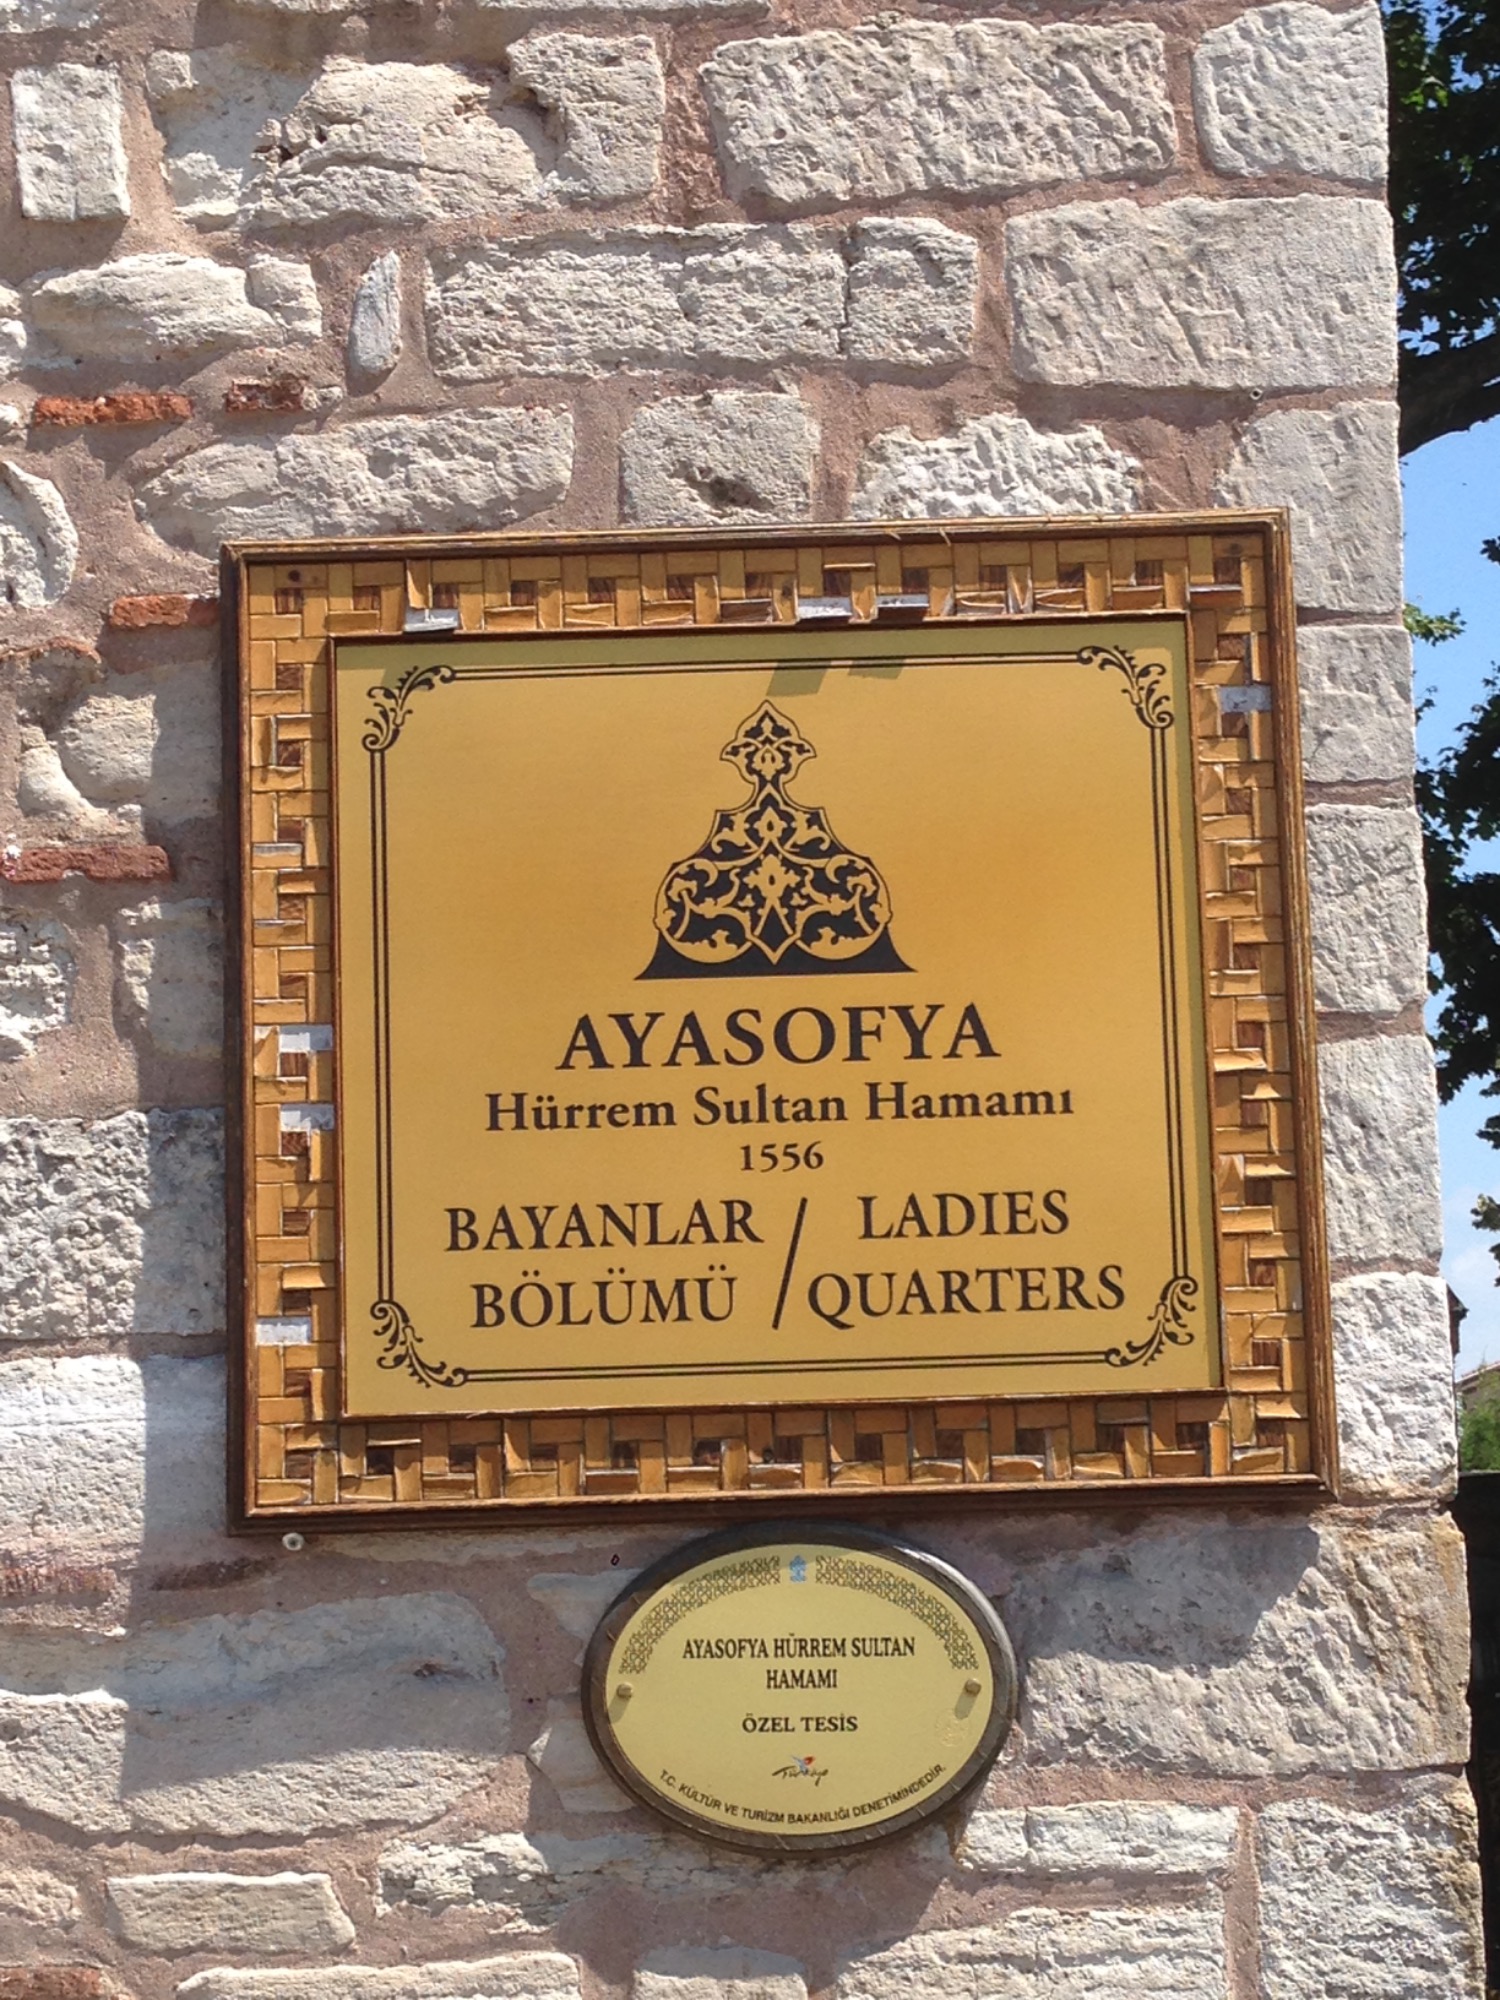 AYASOFYA
Hürrem Sultan Hamamı
1556
BAYANLAR / LADIES
BÖLÜMÜ / QUARTERS
AYASOFYA HÜRREM SULTAN
HAMAMI
ÖZEL TESİS
Türkiye
T.C. KÜLTÜR VE TURİZM BAKANLIĞI DENETİMİNDEDİR.